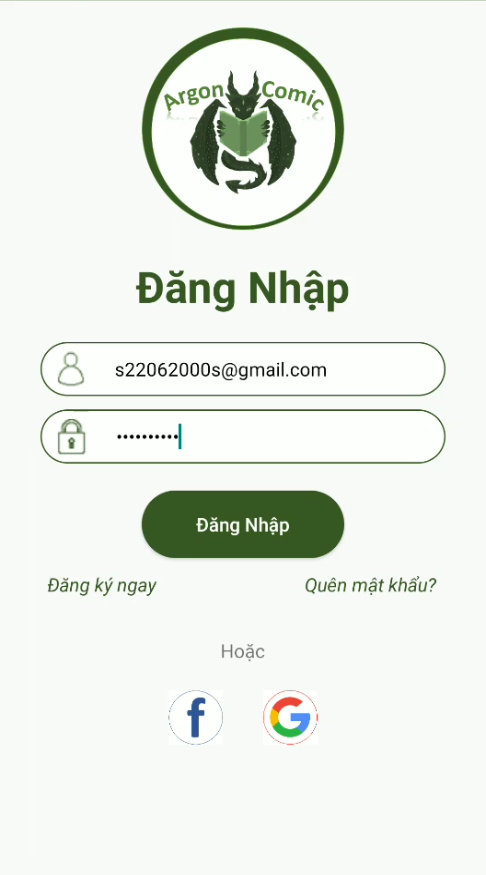 Argon Comic
Đăng Nhập
s22062000s@gmail.com
••••••••••
Đăng Nhập
Đăng ký ngay Quên mật khẩu?
Hoặc
f G